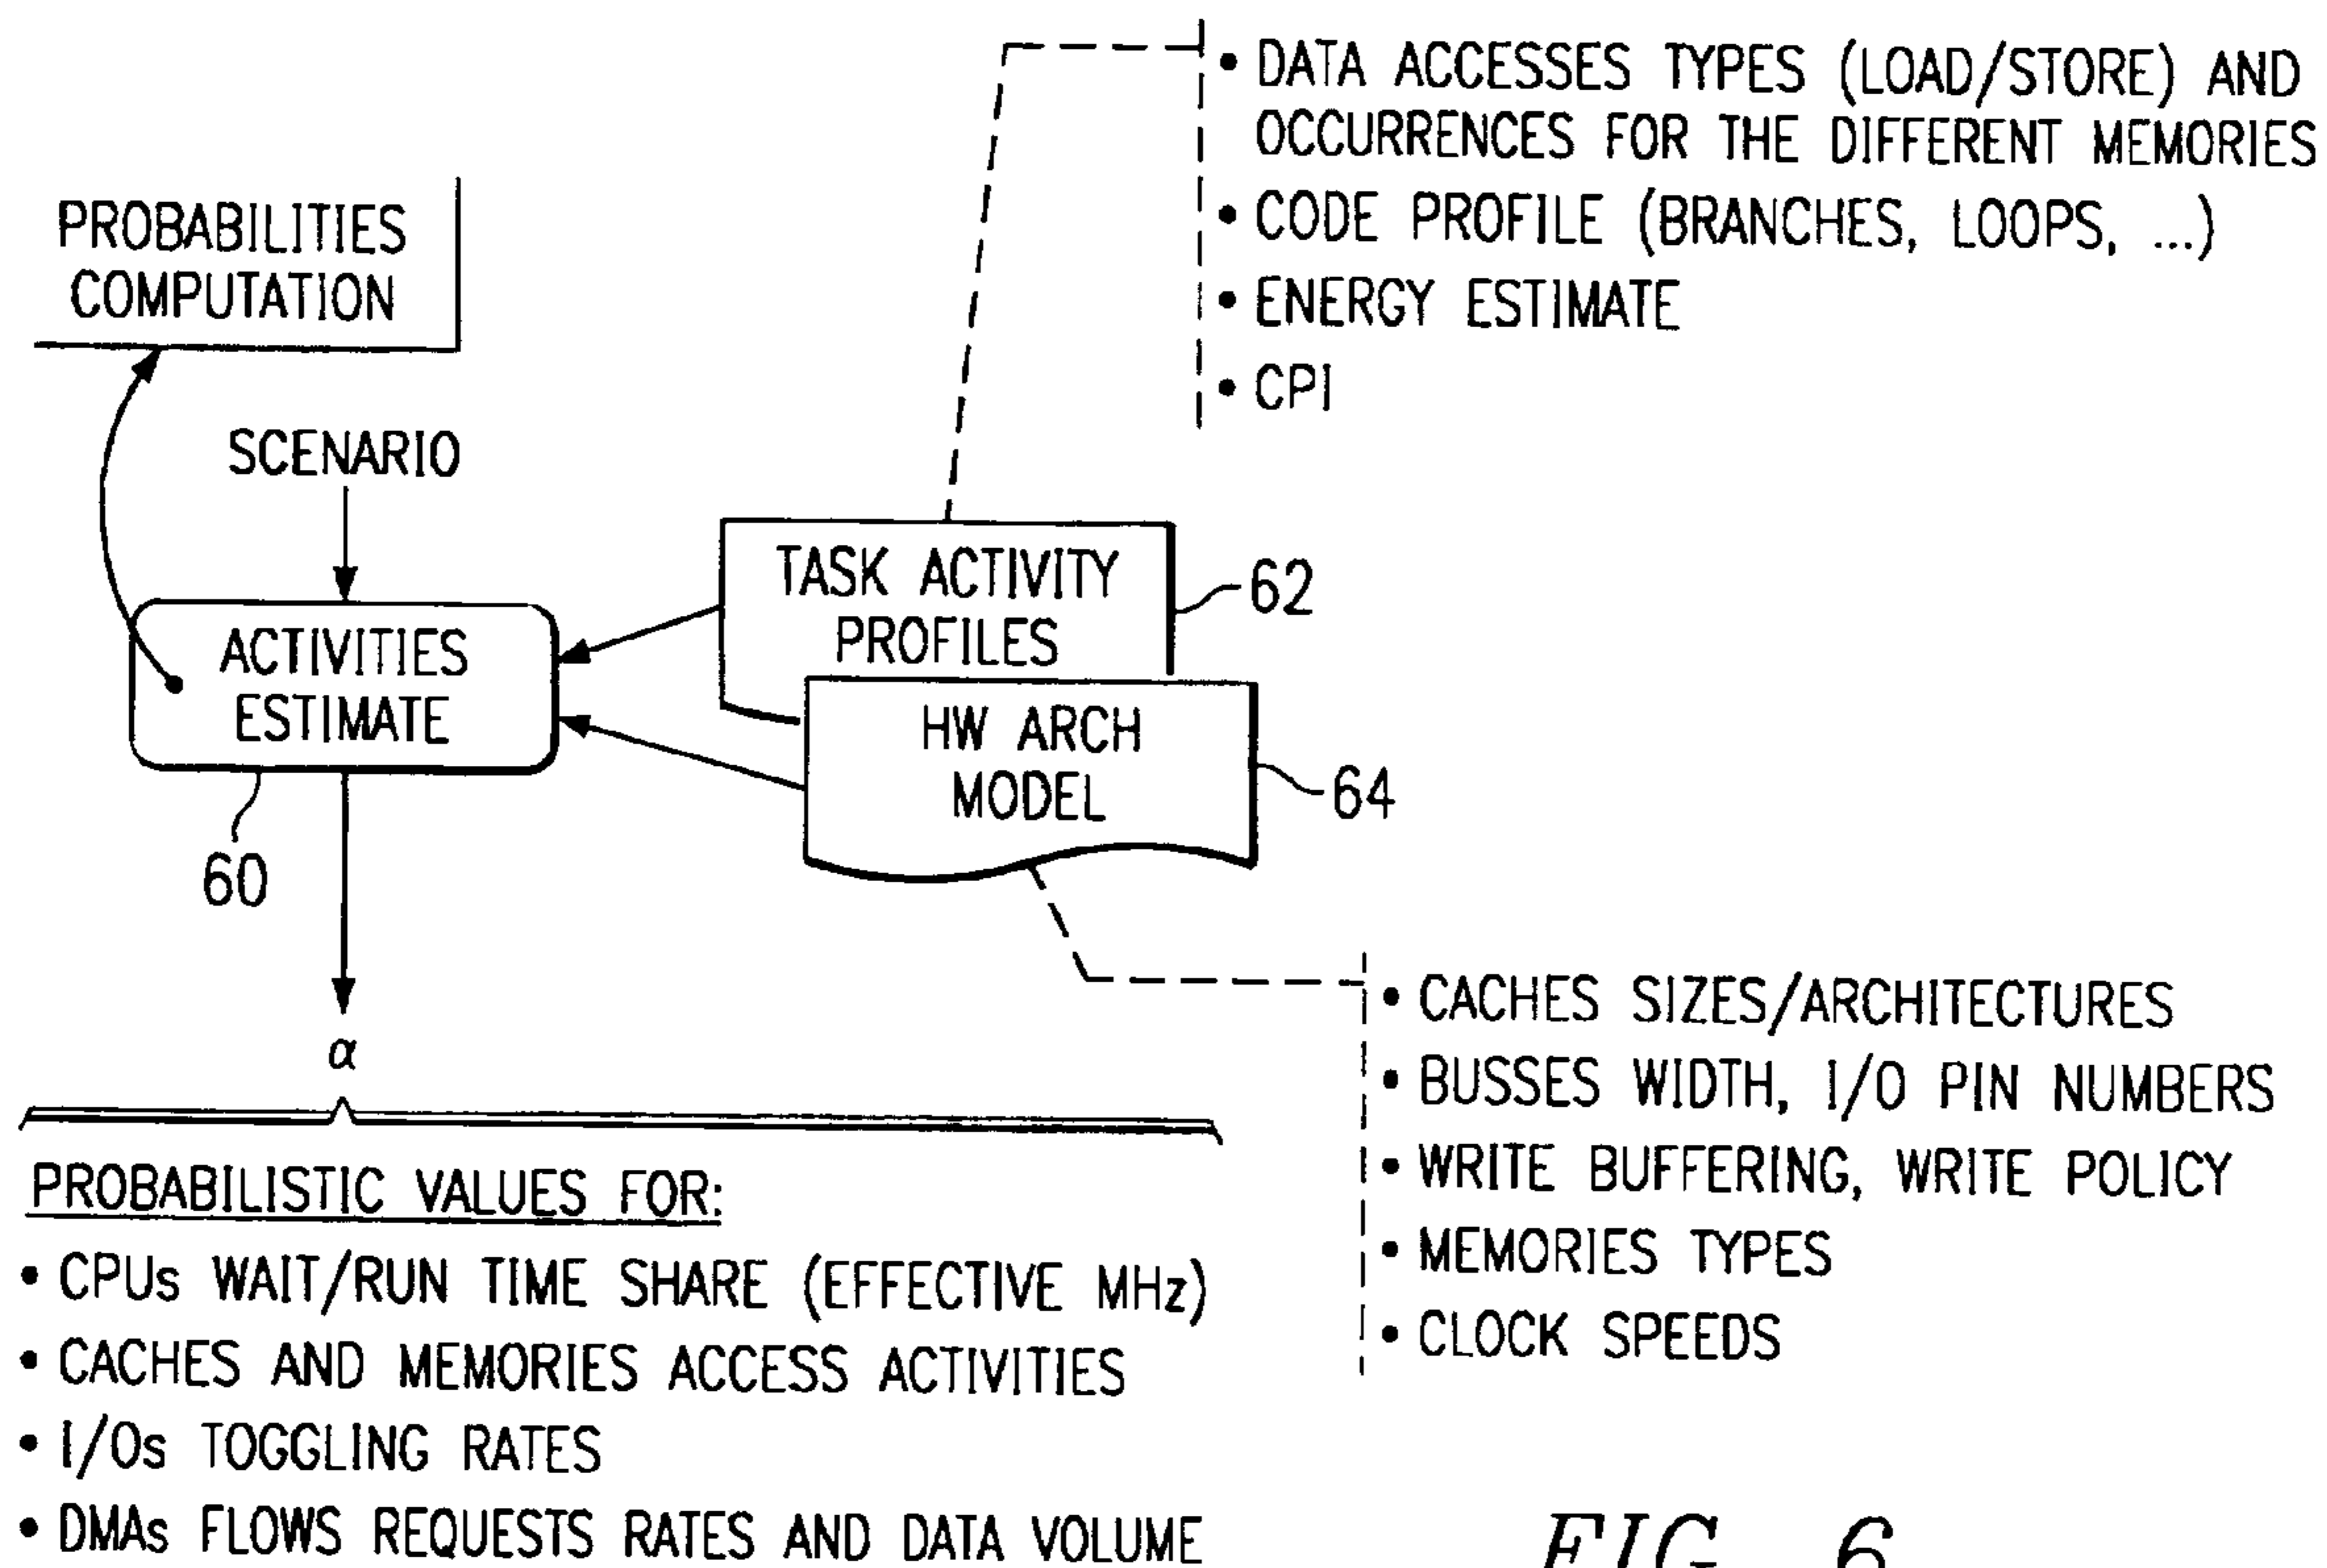 • DATA ACCESSES TYPES (LOAD/STORE) AND
OCCURRENCES FOR THE DIFFERENT MEMORIES
• CODE PROFILE (BRANCHES, LOOPS, ...)
• ENERGY ESTIMATE
• CPI
PROBABILITIES
COMPUTATION
SCENARIO
TASK ACTIVITY
PROFILES
62
ACTIVITIES
ESTIMATE
60
HW ARCH
MODEL
64
α
• CACHES SIZES/ARCHITECTURES
• BUSSES WIDTH, I/O PIN NUMBERS
• WRITE BUFFERING, WRITE POLICY
• MEMORIES TYPES
• CLOCK SPEEDS
PROBABILISTIC VALUES FOR:
• CPUs WAIT/RUN TIME SHARE (EFFECTIVE MHz)
• CACHES AND MEMORIES ACCESS ACTIVITIES
• I/Os TOGGLING RATES
• DMAs FLOWS REQUESTS RATES AND DATA VOLUME
FIG. 6